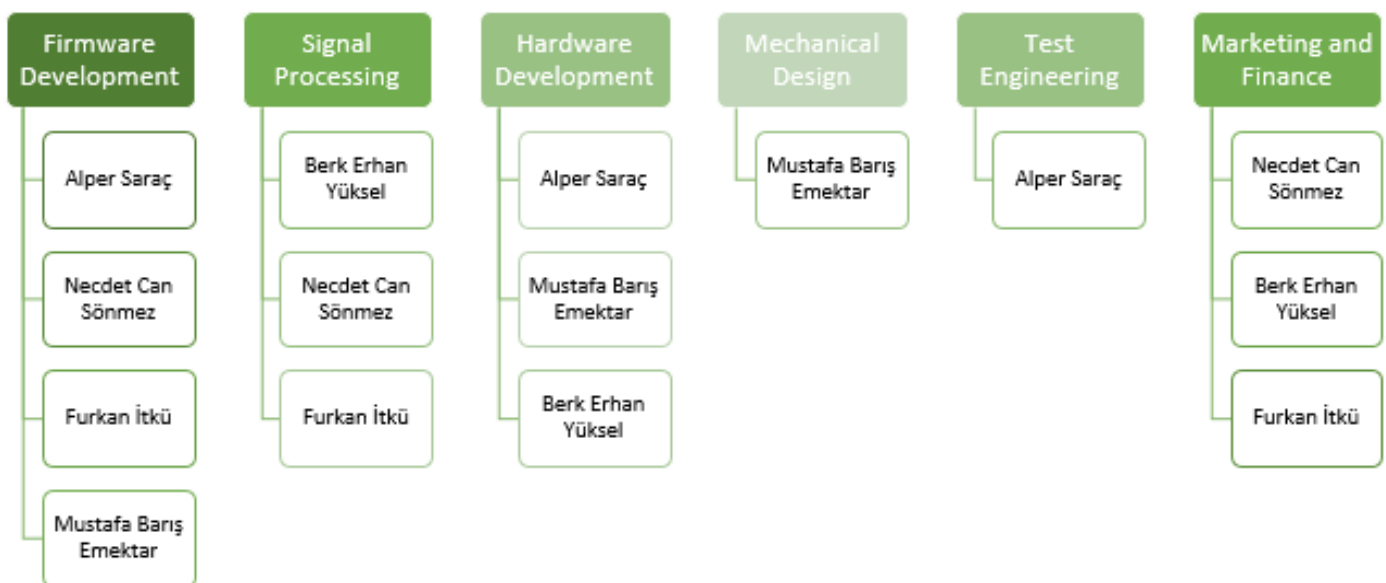 Firmware
Development
Alper Saraç
Necdet Can
Sönmez
Furkan İtkü
Mustafa Barış
Emektar
Signal
Processing
Berk Erhan
Yüksel
Necdet Can
Sönmez
Furkan İtkü
Hardware
Development
Alper Saraç
Mustafa Barış
Emektar
Berk Erhan
Yüksel
Mechanical
Design
Mustafa Barış
Emektar
Test
Engineering
Alper Saraç
Marketing and
Finance
Necdet Can
Sönmez
Berk Erhan
Yüksel
Furkan İtkü